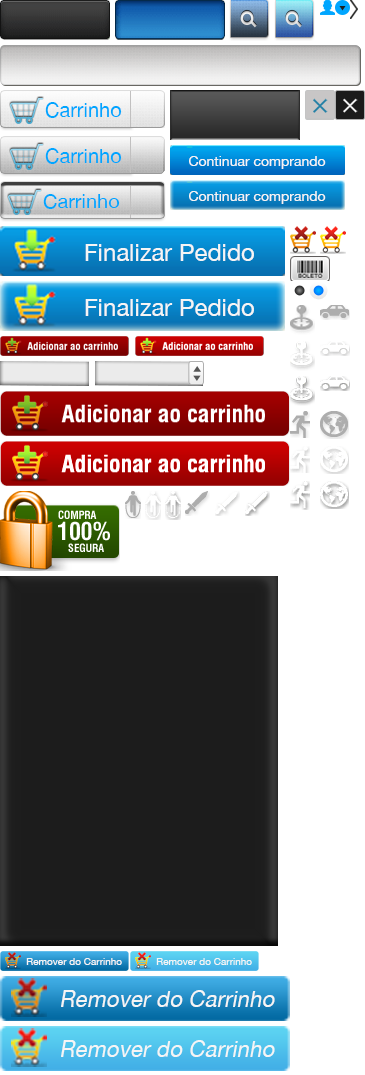 Carrinho
Carrinho
Continuar comprando
Carrinho
Continuar comprando
Finalizar Pedido
BOLETO
Finalizar Pedido
Adicionar ao carrinho
Adicionar ao carrinho
Adicionar ao carrinho
Adicionar ao carrinho
COMPRA
100%
SEGURA
Remover do Carrinho
Remover do Carrinho
Remover do Carrinho
Remover do Carrinho